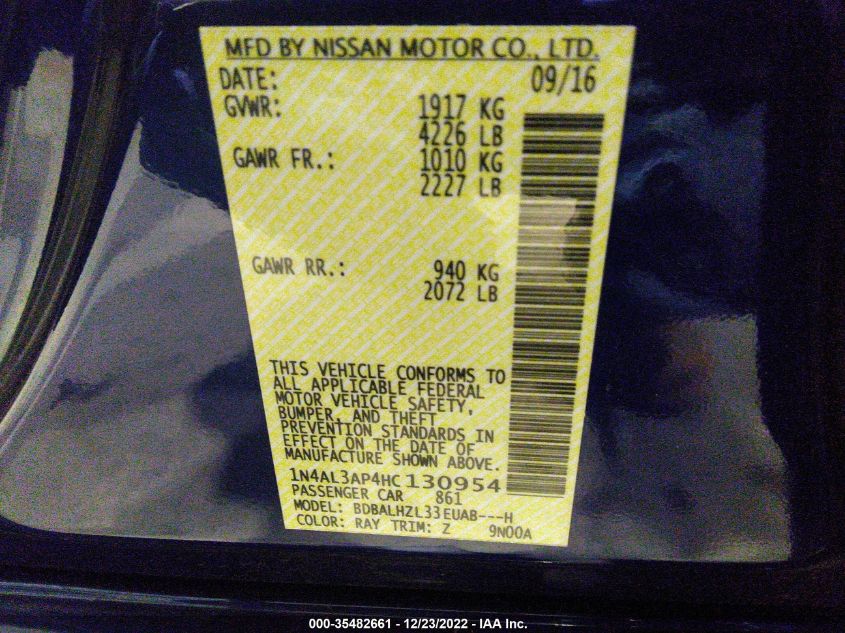 MFD BY NISSAN MOTOR CO., LTD.
DATE: 09/16
GVWR: 1917 KG
4226 LB
GAWR FR.: 1010 KG
2227 LB
GAWR RR.: 940 KG
2072 LB
THIS VEHICLE CONFORMS TO
ALL APPLICABLE FEDERAL
MOTOR VEHICLE SAFETY,
BUMPER, AND THEFT
PREVENTION STANDARDS IN
EFFECT ON THE DATE OF
MANUFACTURE SHOWN ABOVE.
1N4AL3AP4HC130954
PASSENGER CAR 861
MODEL: BDBALHZL33EUAB---H
COLOR: RAY TRIM: Z 9N00A
000-35482661 - 12/23/2022 - IAA Inc.